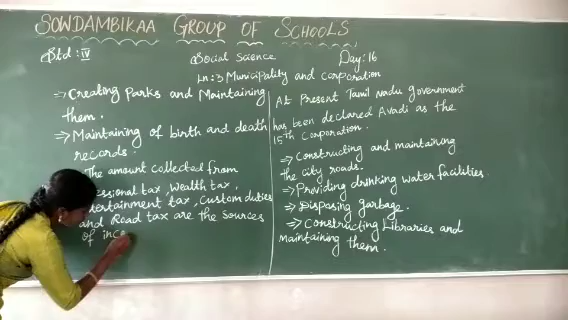 SOWDAMBIKAA GROUP OF SCHOOLS
Std: IV
Social Science
Day: 16
Ln: 3 Municipality and corporation
⇒ Creating Parks and Maintaining
them.
⇒ Maintaining of birth and death
records.
The amount collected from
essional tax, Wealth tax,
tertainment tax, custom duties
and Road tax are the sources
of inco
At Present Tamil nadu government
has been declared Avadi as the
15th Corporation.
⇒ Constructing and maintaining
the city roads.
⇒ Providing drinking water facilities.
⇒ Disposing garbage.
⇒ Constructing Libraries and
Maintaining them.